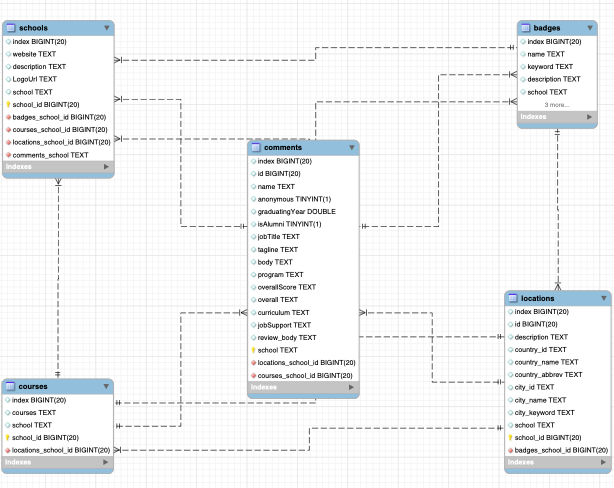 schools
index BIGINT(20)
website TEXT
description TEXT
LogoUrl TEXT
school TEXT
school_id BIGINT(20)
badges_school_id BIGINT(20)
courses_school_id BIGINT(20)
locations_school_id BIGINT(20)
comments_school TEXT
Indexes
badges
index BIGINT(20)
name TEXT
keyword TEXT
description TEXT
school TEXT
3 more...
Indexes
comments
index BIGINT(20)
id BIGINT(20)
name TEXT
anonymous TINYINT(1)
graduatingYear DOUBLE
isAlumni TINYINT(1)
jobTitle TEXT
tagline TEXT
body TEXT
program TEXT
overallScore TEXT
overall TEXT
curriculum TEXT
jobSupport TEXT
review_body TEXT
school TEXT
locations_school_id BIGINT(20)
courses_school_id BIGINT(20)
Indexes
courses
index BIGINT(20)
courses TEXT
school TEXT
school_id BIGINT(20)
locations_school_id BIGINT(20)
Indexes
locations
index BIGINT(20)
id BIGINT(20)
description TEXT
country_id TEXT
country_name TEXT
country_abbrev TEXT
city_id TEXT
city_name TEXT
city_keyword TEXT
school TEXT
school_id BIGINT(20)
badges_school_id BIGINT(20)
Indexes